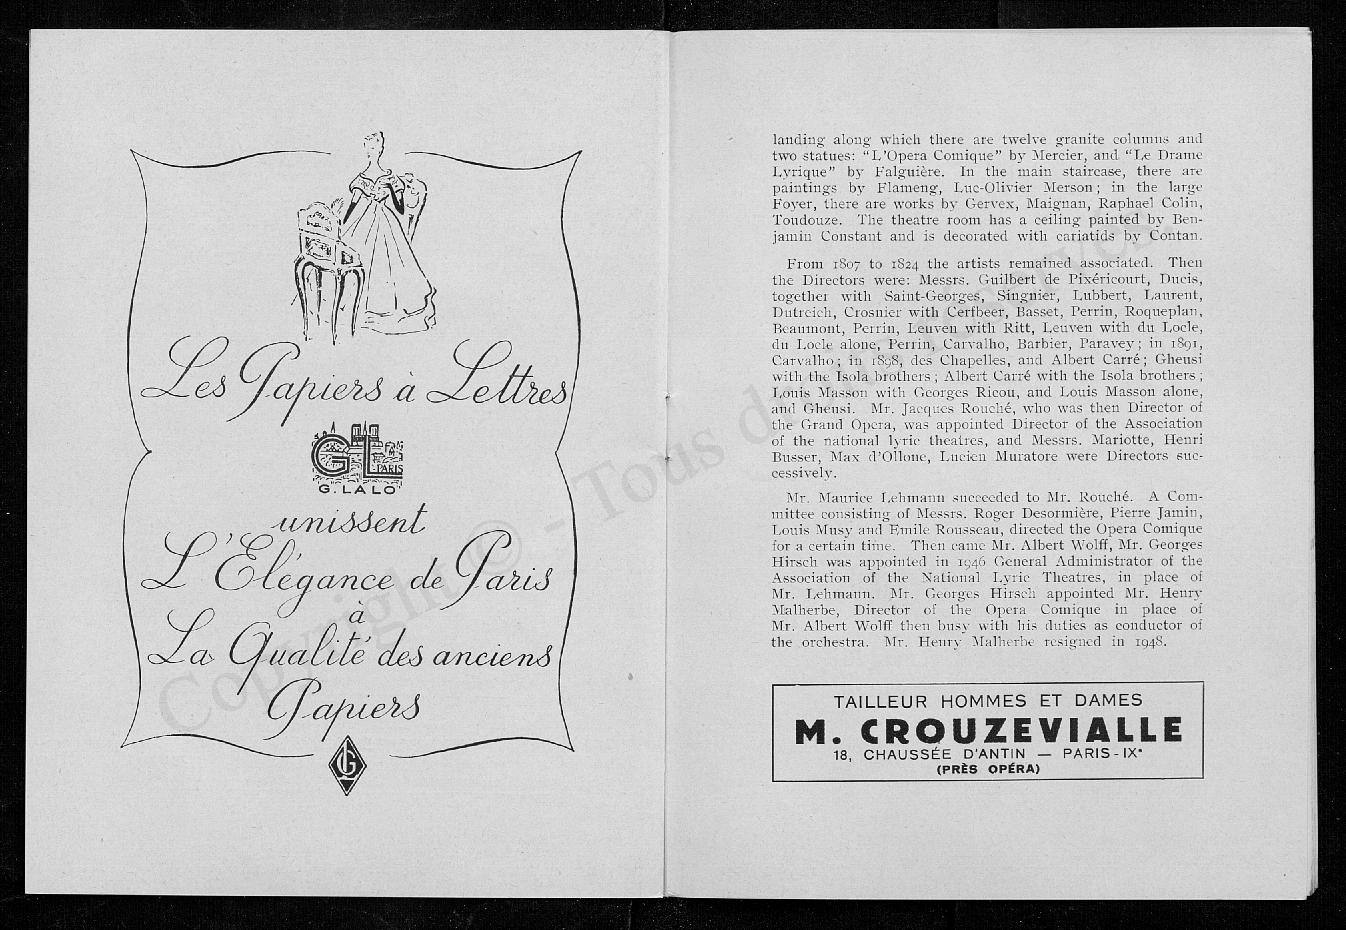 Les Papiers à Lettres
GL
PARIS
G. LALO
unissent
L'Elégance de Paris
à
La Qualité des anciens
Papiers
GL
landing along which there are twelve granite columns and
two statues: "L'Opera Comique" by Mercier, and "Le Drame
Lyrique" by Falguière. In the main staircase, there are
paintings by Flameng, Luc-Olivier Merson; in the large
Foyer, there are works by Gervex, Maignan, Raphael Colin,
Toudouze. The theatre room has a ceiling painted by Ben-
jamin Constant and is decorated with cariatids by Coutan.
From 1807 to 1824 the artists remained associated. Then
the Directors were: Messrs. Guilbert de Pixéricourt, Ducis,
together with Saint-Georges, Singnier, Lubbert, Laurent,
Dutreich, Crosnier with Cerfbeer, Basset, Perrin, Roqueplan,
Beaumont, Perrin, Leuven with Ritt, Leuven with du Locle,
du Locle alone, Perrin, Carvalho, Barbier, Paravey; in 1891,
Carvalho; in 1898, des Chapelles, and Albert Carré; Gheusi
with the Isola brothers; Albert Carré with the Isola brothers;
Louis Masson with Georges Ricou, and Louis Masson alone,
and Gheusi. Mr. Jacques Rouché, who was then Director of
the Grand Opera, was appointed Director of the Association
of the national lyric theatres, and Messrs. Mariotte, Henri
Busser, Max d'Ollone, Lucien Muratore were Directors suc-
cessively.
Mr. Maurice Lehmann succeeded to Mr. Rouché. A Com-
mittee consisting of Messrs. Roger Desormière, Pierre Jamin,
Louis Musy and Emile Rousseau, directed the Opera Comique
for a certain time. Then came Mr. Albert Wolff, Mr. Georges
Hirsch was appointed in 1946 General Administrator of the
Association of the National Lyric Theatres, in place of
Mr. Lehmann. Mr. Georges Hirsch appointed Mr. Henry
Malherbe, Director of the Opera Comique in place of
Mr. Albert Wolff then busy with his duties as conductor of
the orchestra. Mr. Henry Malherbe resigned in 1948.
TAILLEUR HOMMES ET DAMES
M. CROUZEVIALLE
18, CHAUSSÉE D'ANTIN — PARIS-IXe
(PRÈS OPÉRA)
Copyright © - Tous de